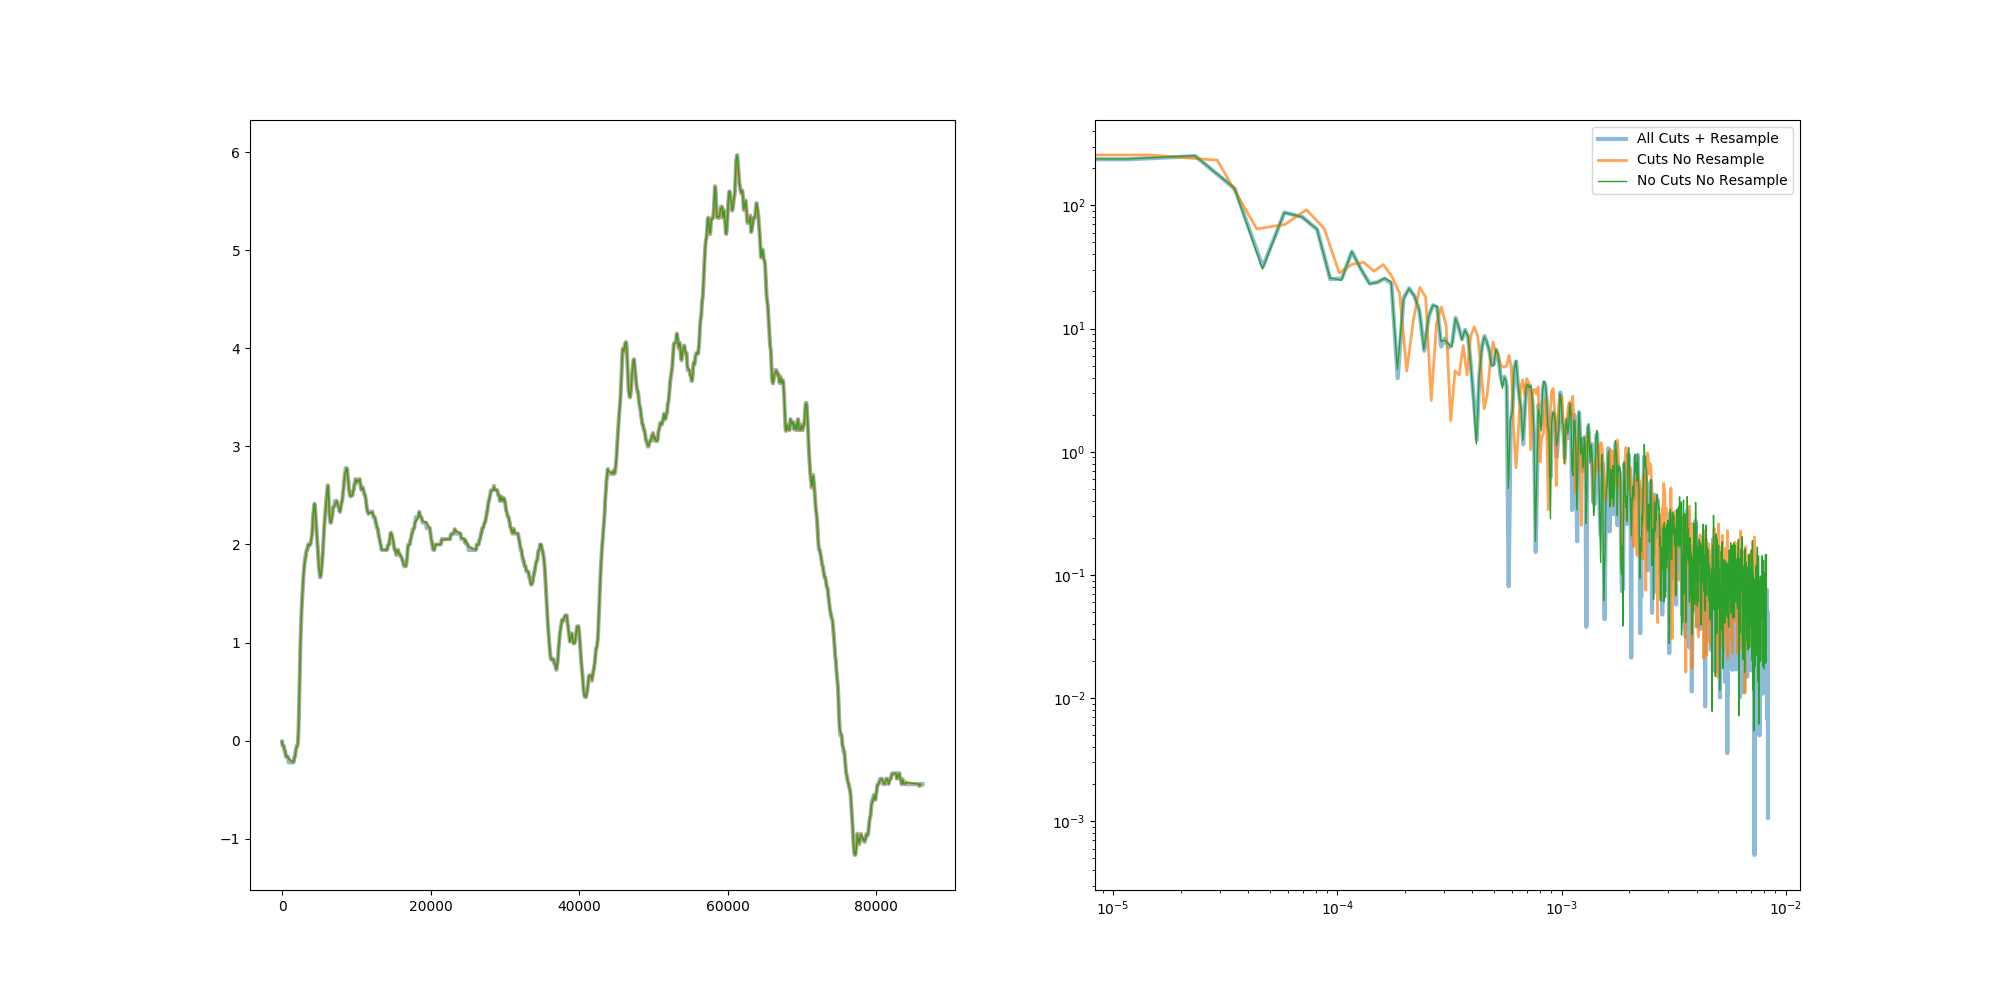 6
5
4
3
2
1
0
−1
0 20000 40000 60000 80000
All Cuts + Resample
Cuts No Resample
No Cuts No Resample
10²
10¹
10⁰
10⁻¹
10⁻²
10⁻³
10⁻⁵ 10⁻⁴ 10⁻³ 10⁻²